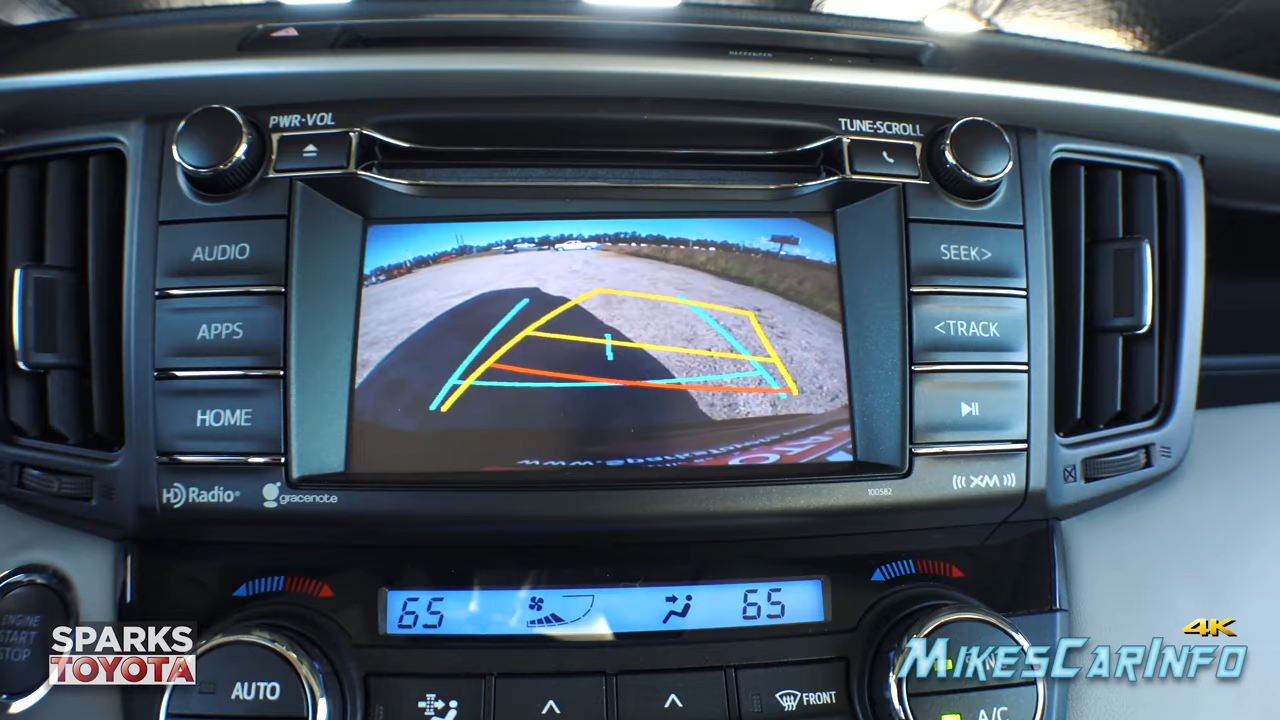 PASSENGER
PWR·VOL
TUNE·SCROLL
AUDIO
SEEK>
APPS
<TRACK
HOME
HD Radio
gracenote
100582
XM
65
65
ENGINE
START
STOP
SPARKS
TOYOTA
4K
MIKESCARINFO
AUTO
FRONT
A/C